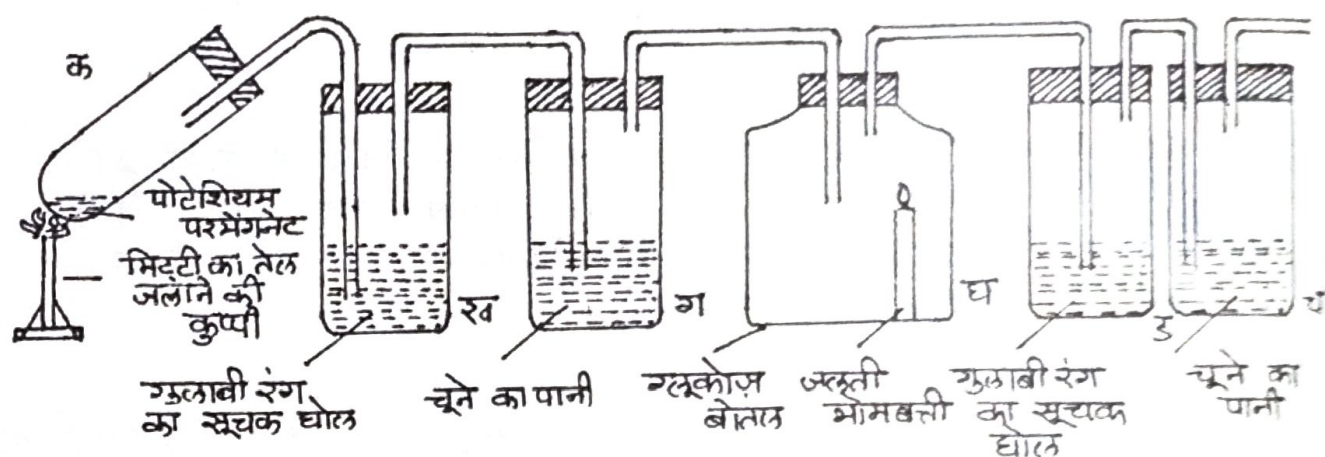 क
पोटेशियम
परमेंगनेट
मिट्टी का तेल
जलाने की
कुप्पी
ख
ग
घ
ड
च
गुलाबी रंग
का सूचक घोल
चूने का पानी
ग्लूकोज़
बोतल
जलती
मोमबत्ती
गुलाबी रंग
का सूचक
घोल
चूने का
पानी